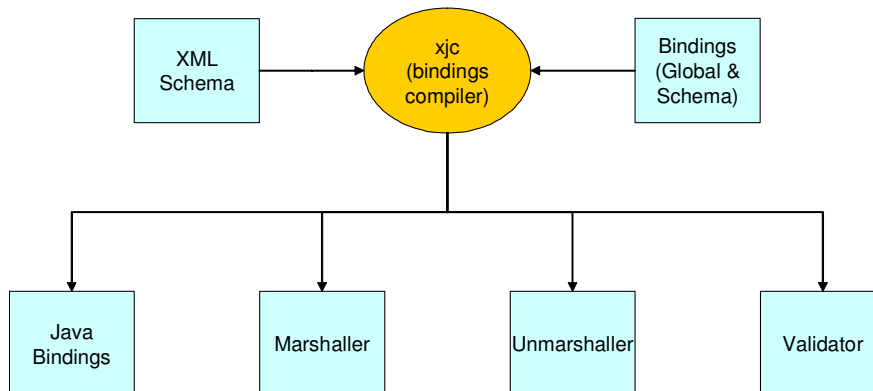 XML
Schema
xjc
(bindings
compiler)
Bindings
(Global &
Schema)
Java
Bindings
Marshaller
Unmarshaller
Validator